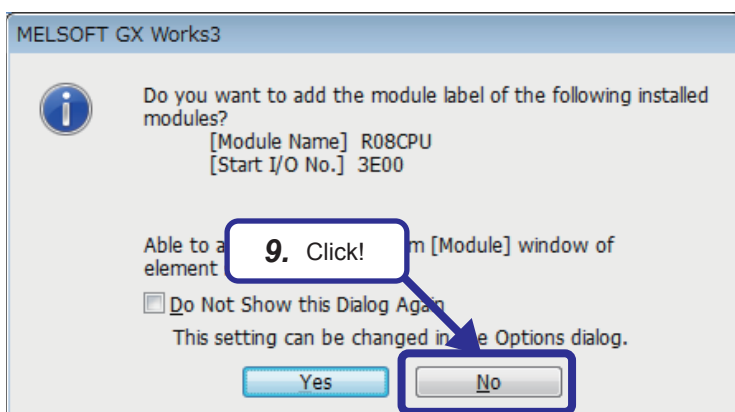 MELSOFT GX Works3
Do you want to add the module label of the following installed
modules?
[Module Name] R08CPU
[Start I/O No.] 3E00
Able to a
m [Module] window of
element
9. Click!
Do Not Show this Dialog Again
This setting can be changed in the Options dialog.
Yes
No